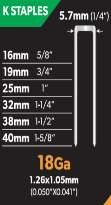 K STAPLES
5.7mm (1/4")
16mm 5/8"
19mm 3/4"
25mm 1"
32mm 1-1/4"
38mm 1-1/2"
40mm 1-5/8"
18Ga
1.26x1.05mm
(0.050"X0.041")